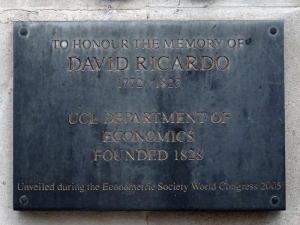 TO HONOUR THE MEMORY OF
DAVID RICARDO
1772 - 1823
UCL DEPARTMENT OF
ECONOMICS
FOUNDED 1828
Unveiled during the Econometric Society World Congress 2005